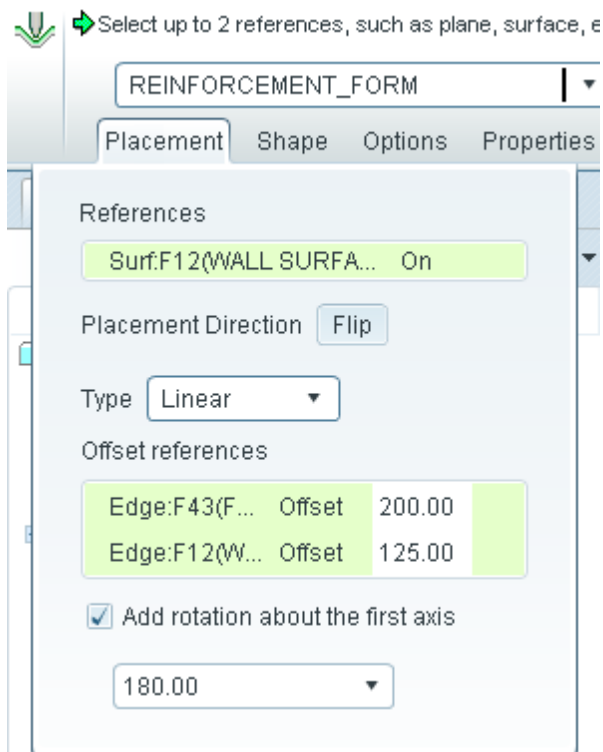 Select up to 2 references, such as plane, surface, e
REINFORCEMENT_FORM
Placement Shape Options Properties
References
Surf:F12(WALL SURFA... On
Placement Direction Flip
Type Linear
Offset references
Edge:F43(F... Offset 200.00
Edge:F12(W... Offset 125.00
Add rotation about the first axis
180.00